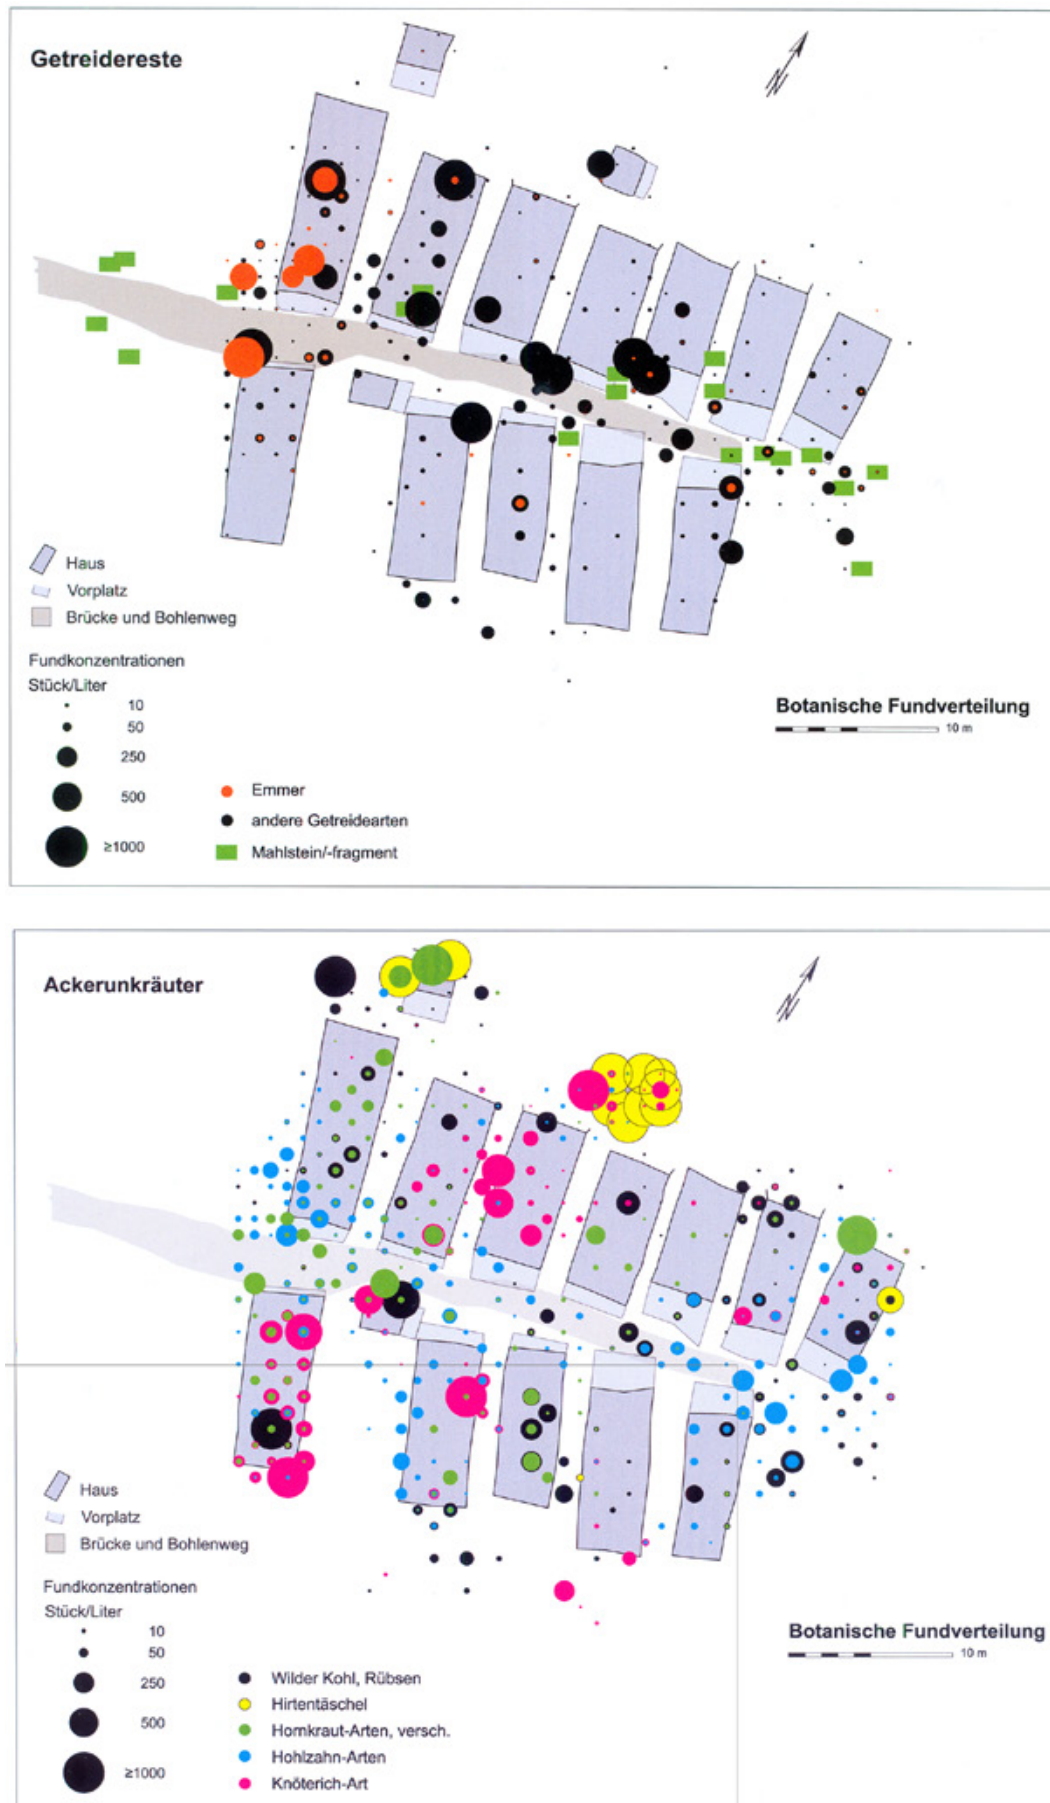 Getreidereste
N
Haus
Vorplatz
Brücke und Bohlenweg
Fundkonzentrationen
Stück/Liter
10
50
250
500
≥1000
Emmer
andere Getreidearten
Mahlstein/-fragment
Botanische Fundverteilung
10 m
Ackerunkräuter
N
Haus
Vorplatz
Brücke und Bohlenweg
Fundkonzentrationen
Stück/Liter
10
50
250
500
≥1000
Wilder Kohl, Rübsen
Hirtentäschel
Hornkraut-Arten, versch.
Hohlzahn-Arten
Knöterich-Art
Botanische Fundverteilung
10 m